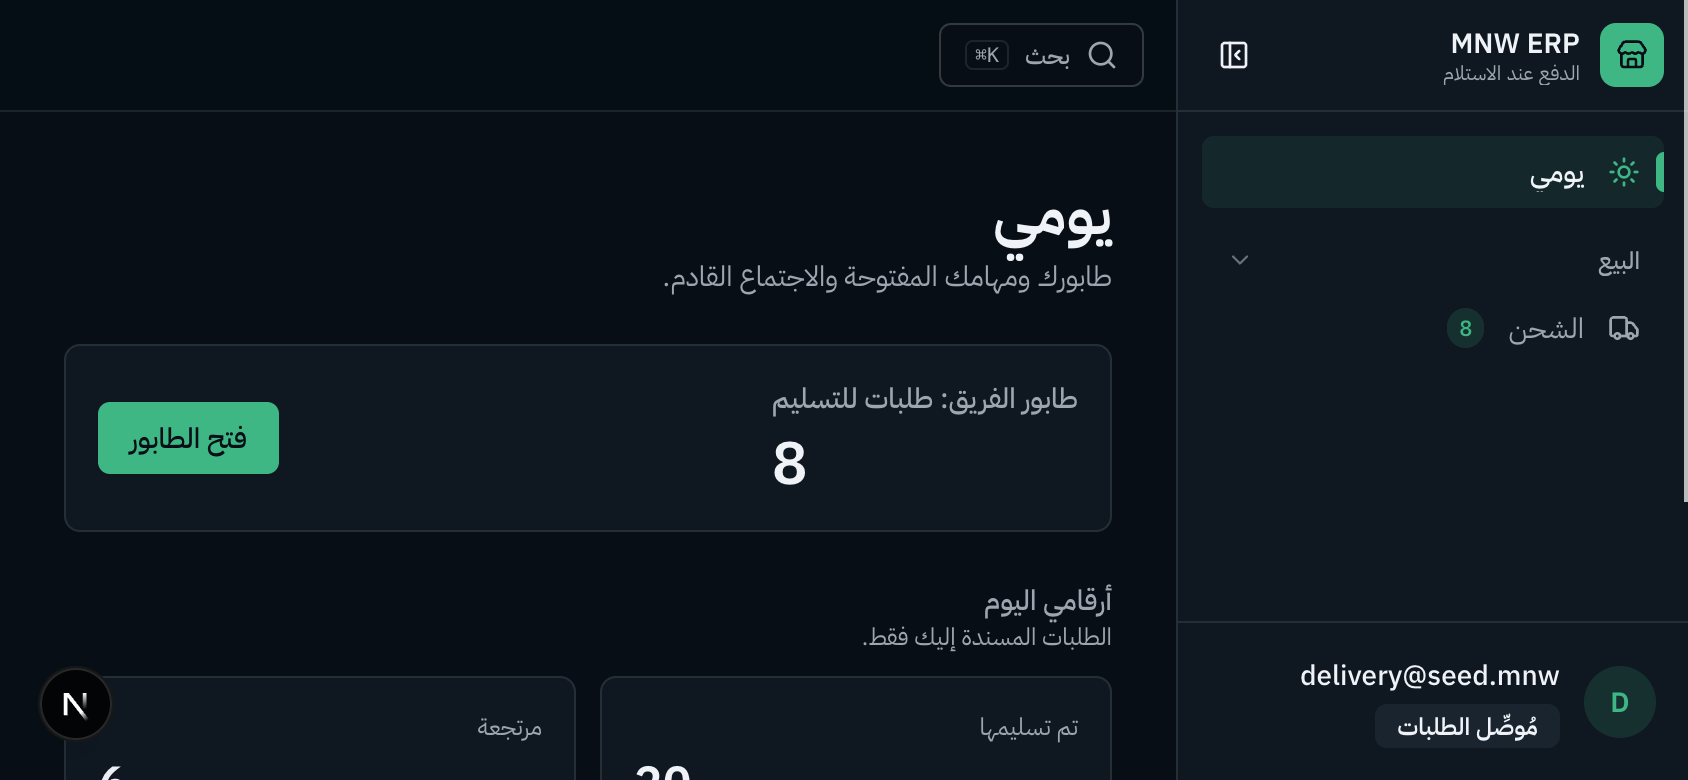 MNW ERP
الدفع عند الاستلام
بحث ⌘K
يومي
البيع
الشحن 8
يومي
طابورك ومهامك المفتوحة والاجتماع القادم.
طابور الفريق: طلبات للتسليم
8
فتح الطابور
أرقامي اليوم
الطلبات المسندة إليك فقط.
تم تسليمها
مرتجعة
delivery@seed.mnw
D
مُوصِّل الطلبات
N